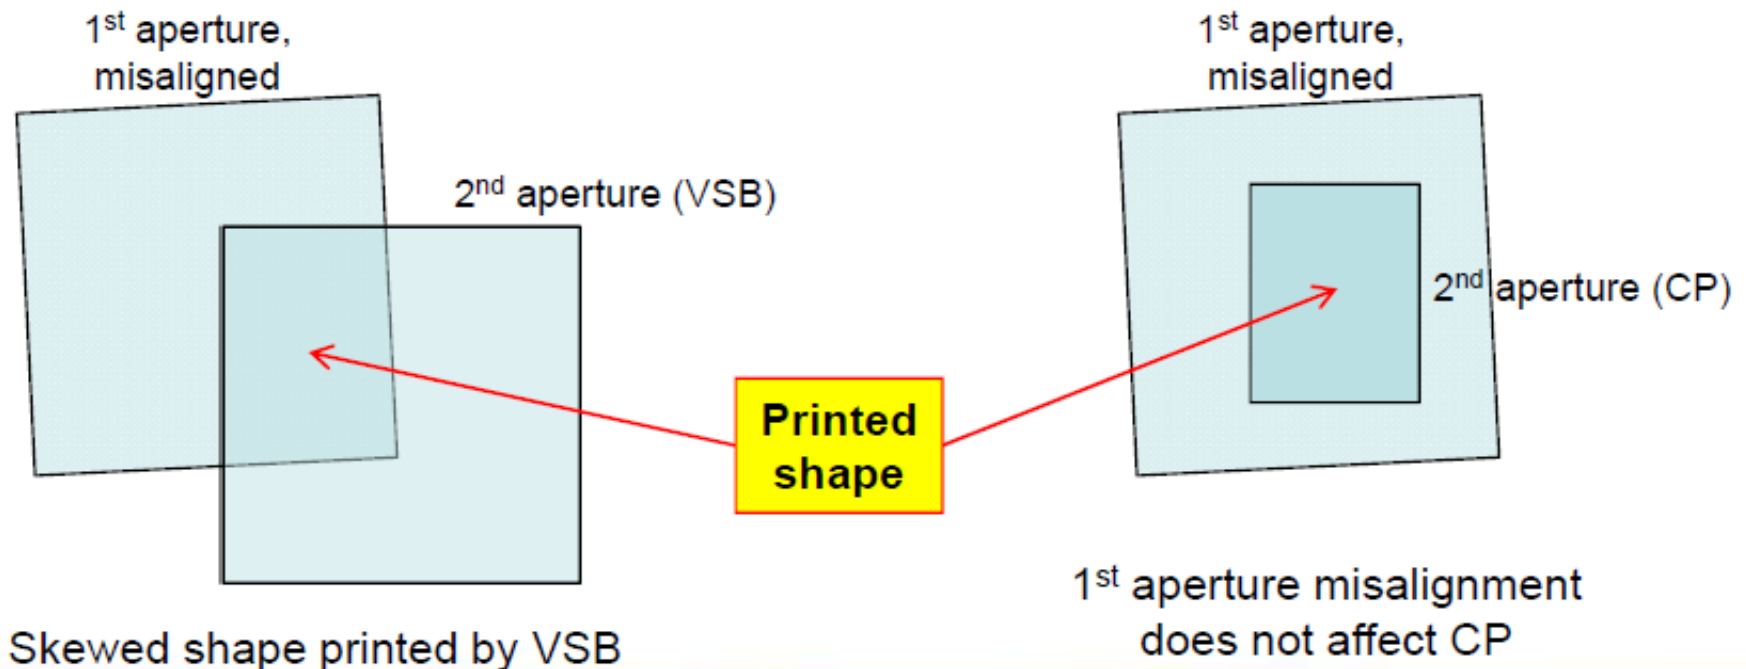 1st aperture,
misaligned
2nd aperture (VSB)
1st aperture,
misaligned
2nd aperture (CP)
Printed
shape
Skewed shape printed by VSB
1st aperture misalignment
does not affect CP